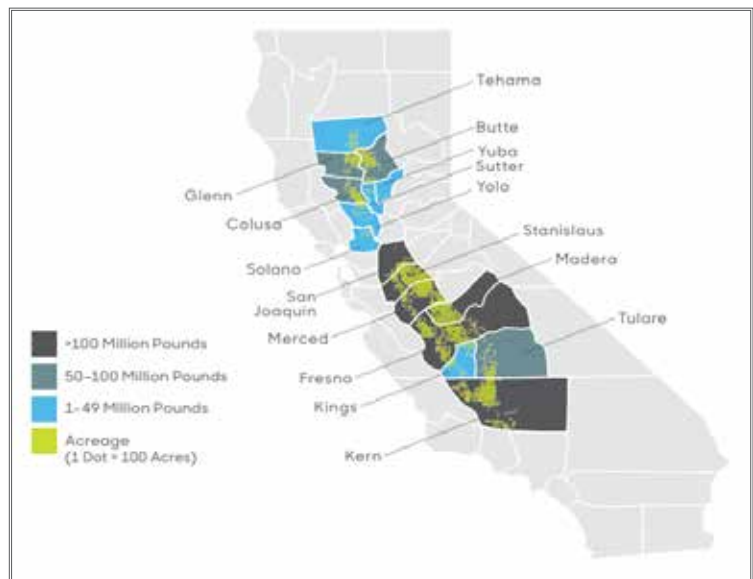 Tehama
Butte
Yuba
Sutter
Yolo
Glenn
Colusa
Solano
Stanislaus
Madera
San
Joaquin
Merced
Tulare
Fresno
Kings
Kern
>100 Million Pounds
50-100 Million Pounds
1-49 Million Pounds
Acreage
(1 Dot = 100 Acres)